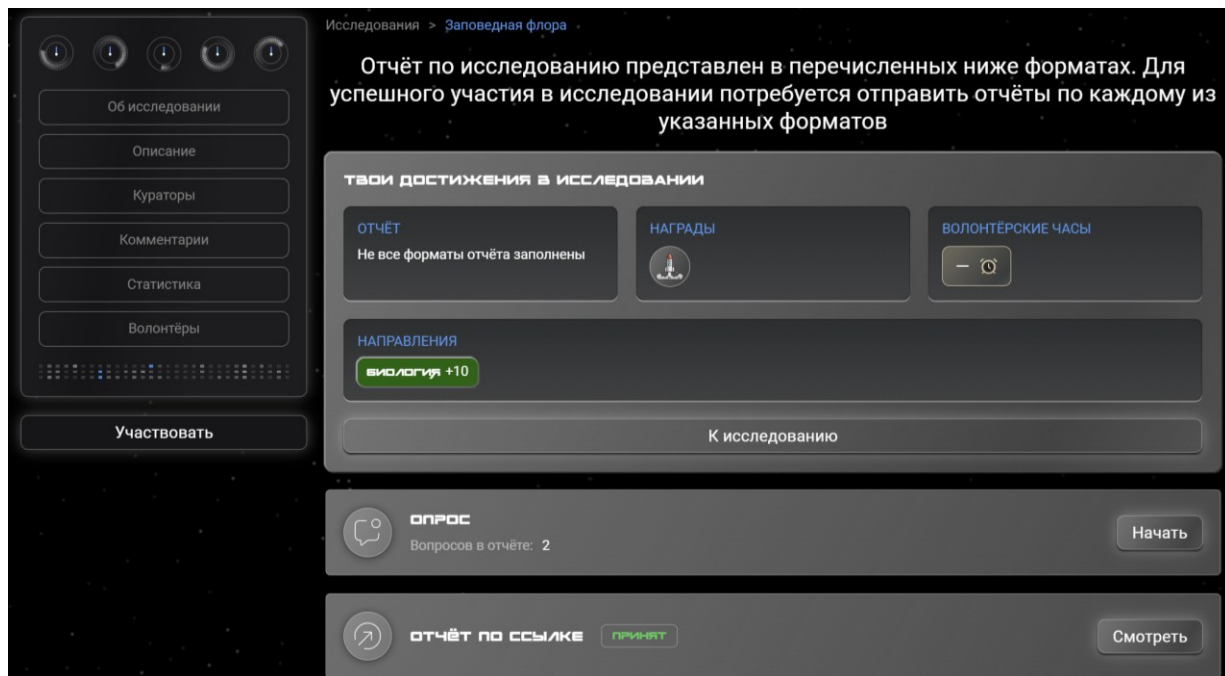 Об исследовании
Описание
Кураторы
Комментарии
Статистика
Волонтёры
Участвовать
Исследования > Заповедная флора
Отчёт по исследованию представлен в перечисленных ниже форматах. Для
успешного участия в исследовании потребуется отправить отчёты по каждому из
указанных форматов
ТВОИ ДОСТИЖЕНИЯ В ИССЛЕДОВАНИИ
ОТЧЁТ
Не все форматы отчёта заполнены
НАГРАДЫ
ВОЛОНТЁРСКИЕ ЧАСЫ
–
НАПРАВЛЕНИЯ
БИОЛОГИЯ +10
К исследованию
ОПРОС
Вопросов в отчёте: 2
Начать
ОТЧЁТ ПО ССЫЛКЕ ПРИНЯТ
Смотреть